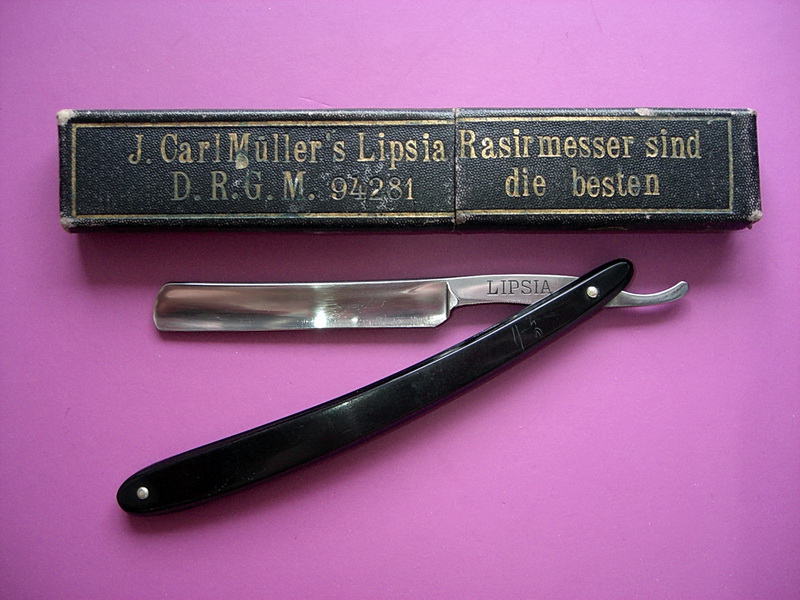 J. Carl Müller's Lipsia Rasirmesser sind
D. R. G. M. 94281 die besten
LIPSIA